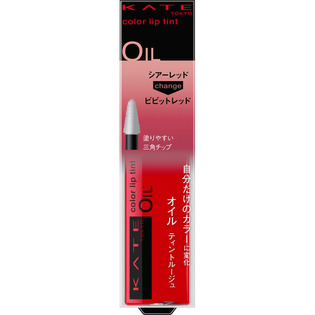 KATE
TOKYO
color lip tint
OIL
シアーレッド
change
ビビットレッド
塗りやすい
三角チップ
自分だけのカラーに変化
オイル
ティントルージュ
KATE
color lip tint
OIL